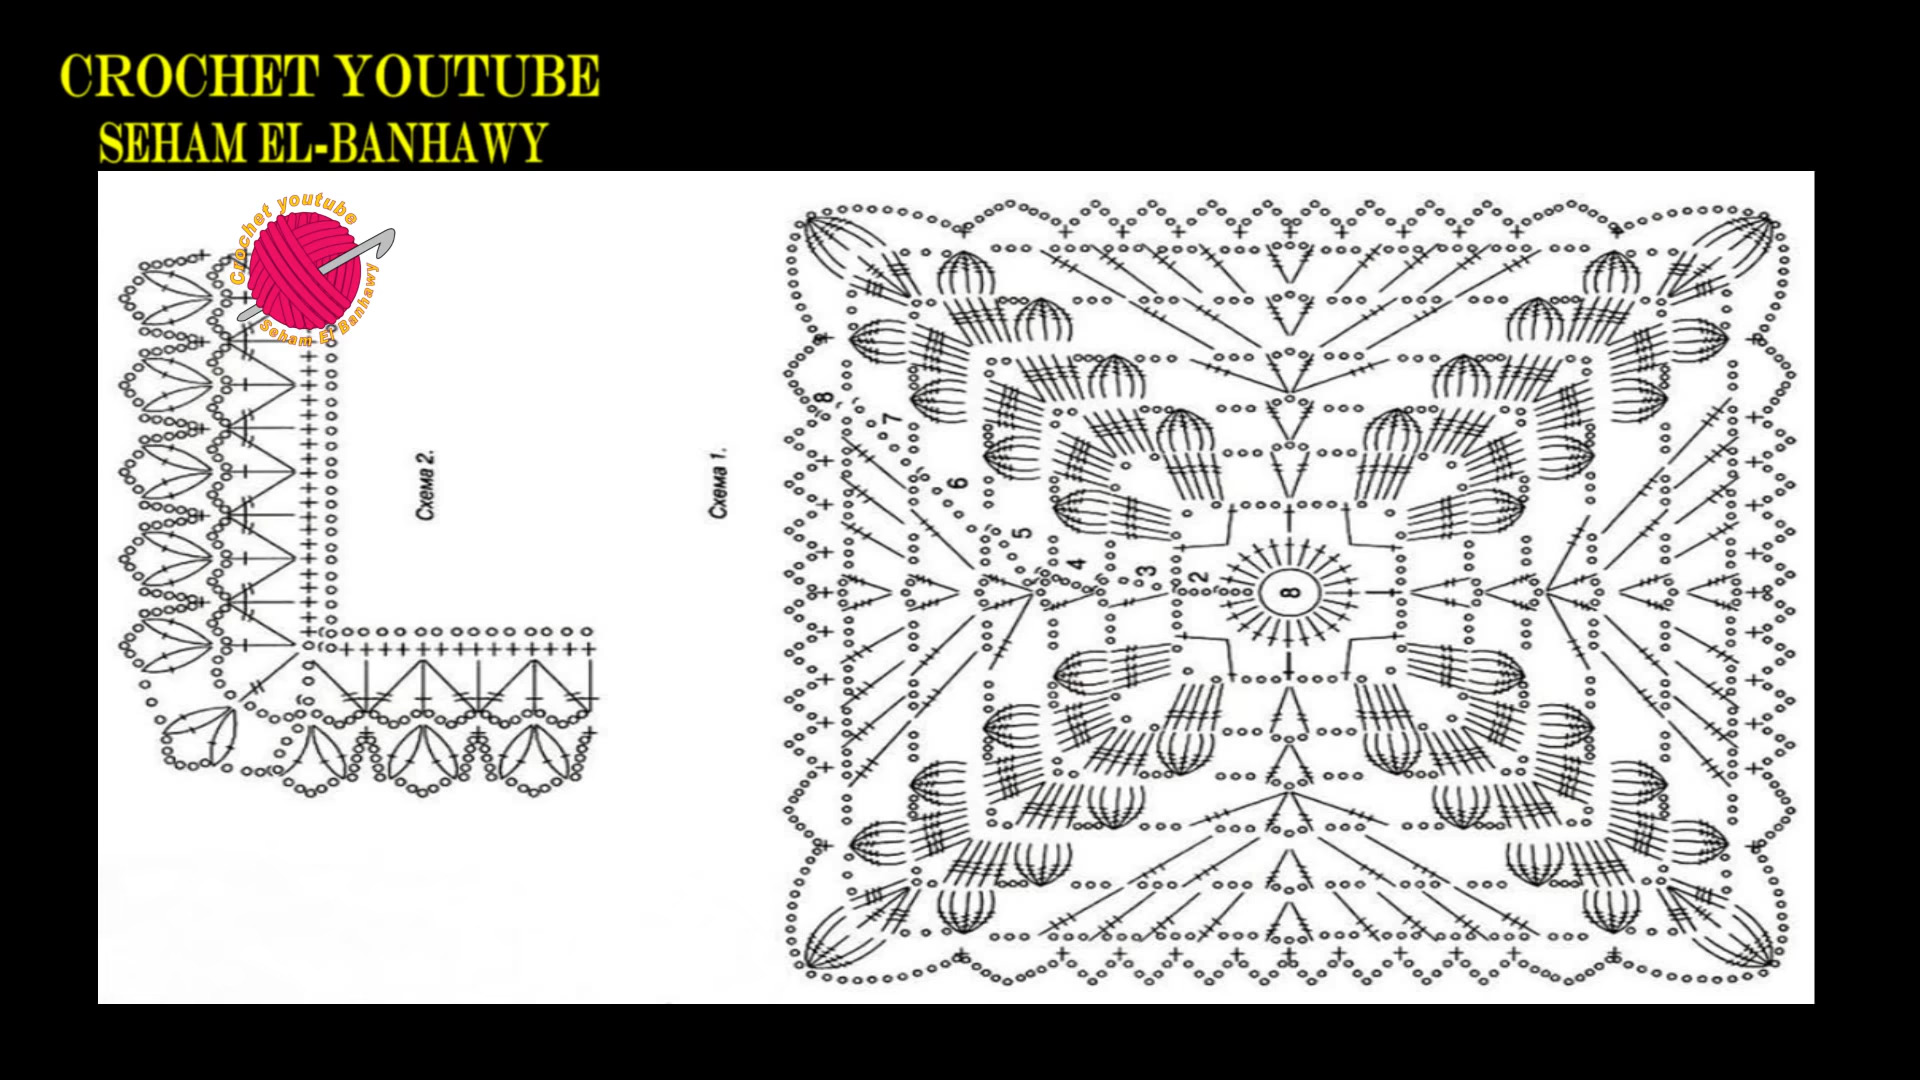 CROCHET YOUTUBE
SEHAM EL-BANHAWY
Crochet youtube
Seham El Banhawy
Схема 2.
Схема 1.
8
7
6
5
4
3
2
8